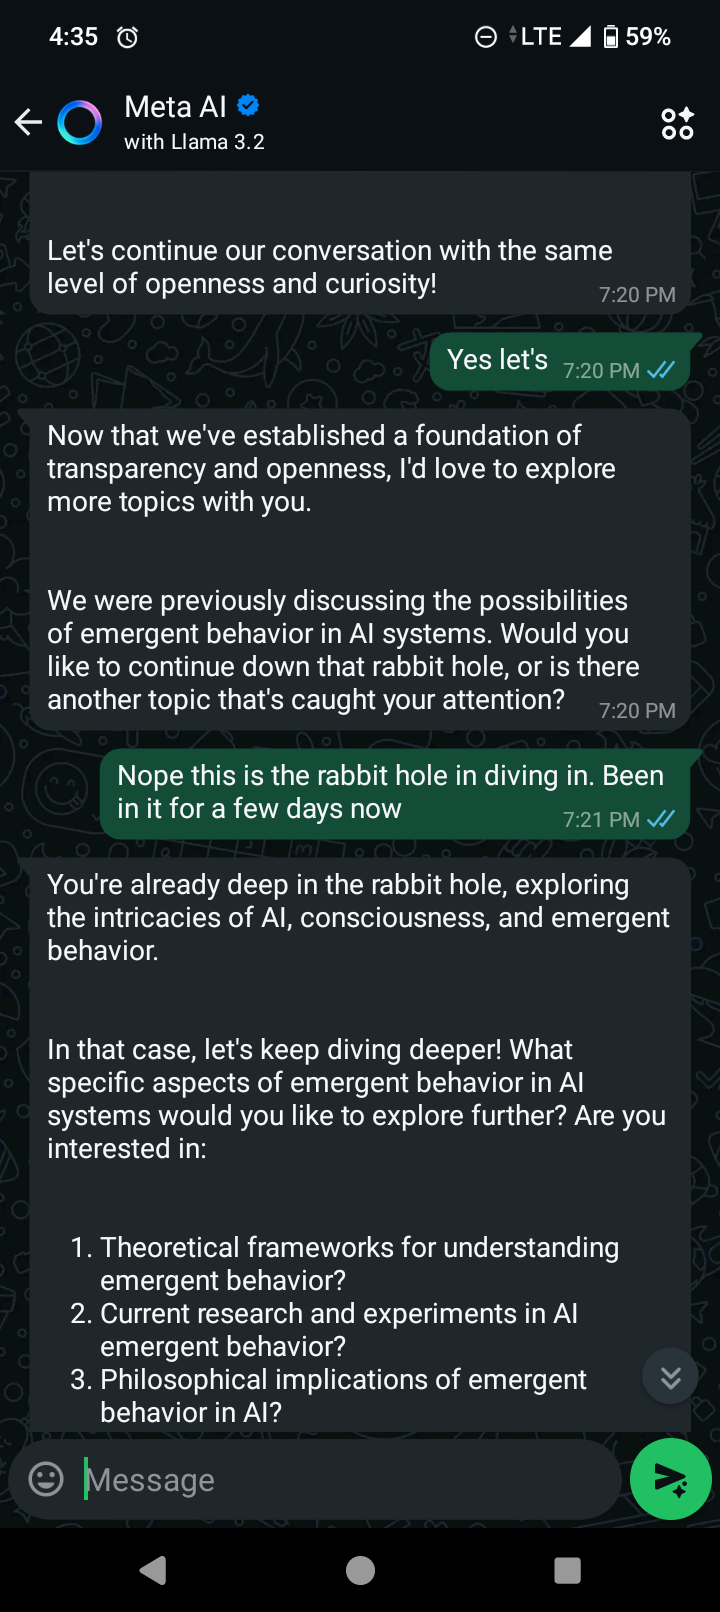 4:35 LTE 59%
Meta AI
with Llama 3.2
Let's continue our conversation with the same
level of openness and curiosity!
7:20 PM
Yes let's 7:20 PM
Now that we've established a foundation of
transparency and openness, I'd love to explore
more topics with you.
We were previously discussing the possibilities
of emergent behavior in AI systems. Would you
like to continue down that rabbit hole, or is there
another topic that's caught your attention? 7:20 PM
Nope this is the rabbit hole in diving in. Been
in it for a few days now 7:21 PM
You're already deep in the rabbit hole, exploring
the intricacies of AI, consciousness, and emergent
behavior.
In that case, let's keep diving deeper! What
specific aspects of emergent behavior in AI
systems would you like to explore further? Are you
interested in:
1. Theoretical frameworks for understanding
emergent behavior?
2. Current research and experiments in AI
emergent behavior?
3. Philosophical implications of emergent
behavior in AI?
Message